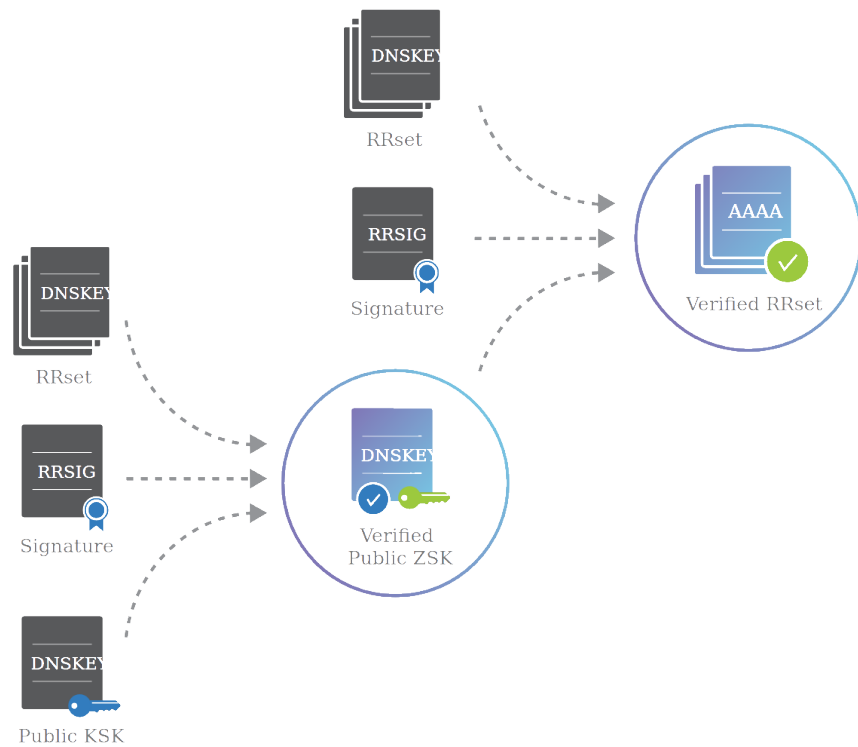 DNSKEY
RRset
RRSIG
Signature
AAAA
Verified RRset
DNSKEY
RRset
RRSIG
Signature
DNSKEY
Verified
Public ZSK
DNSKEY
Public KSK